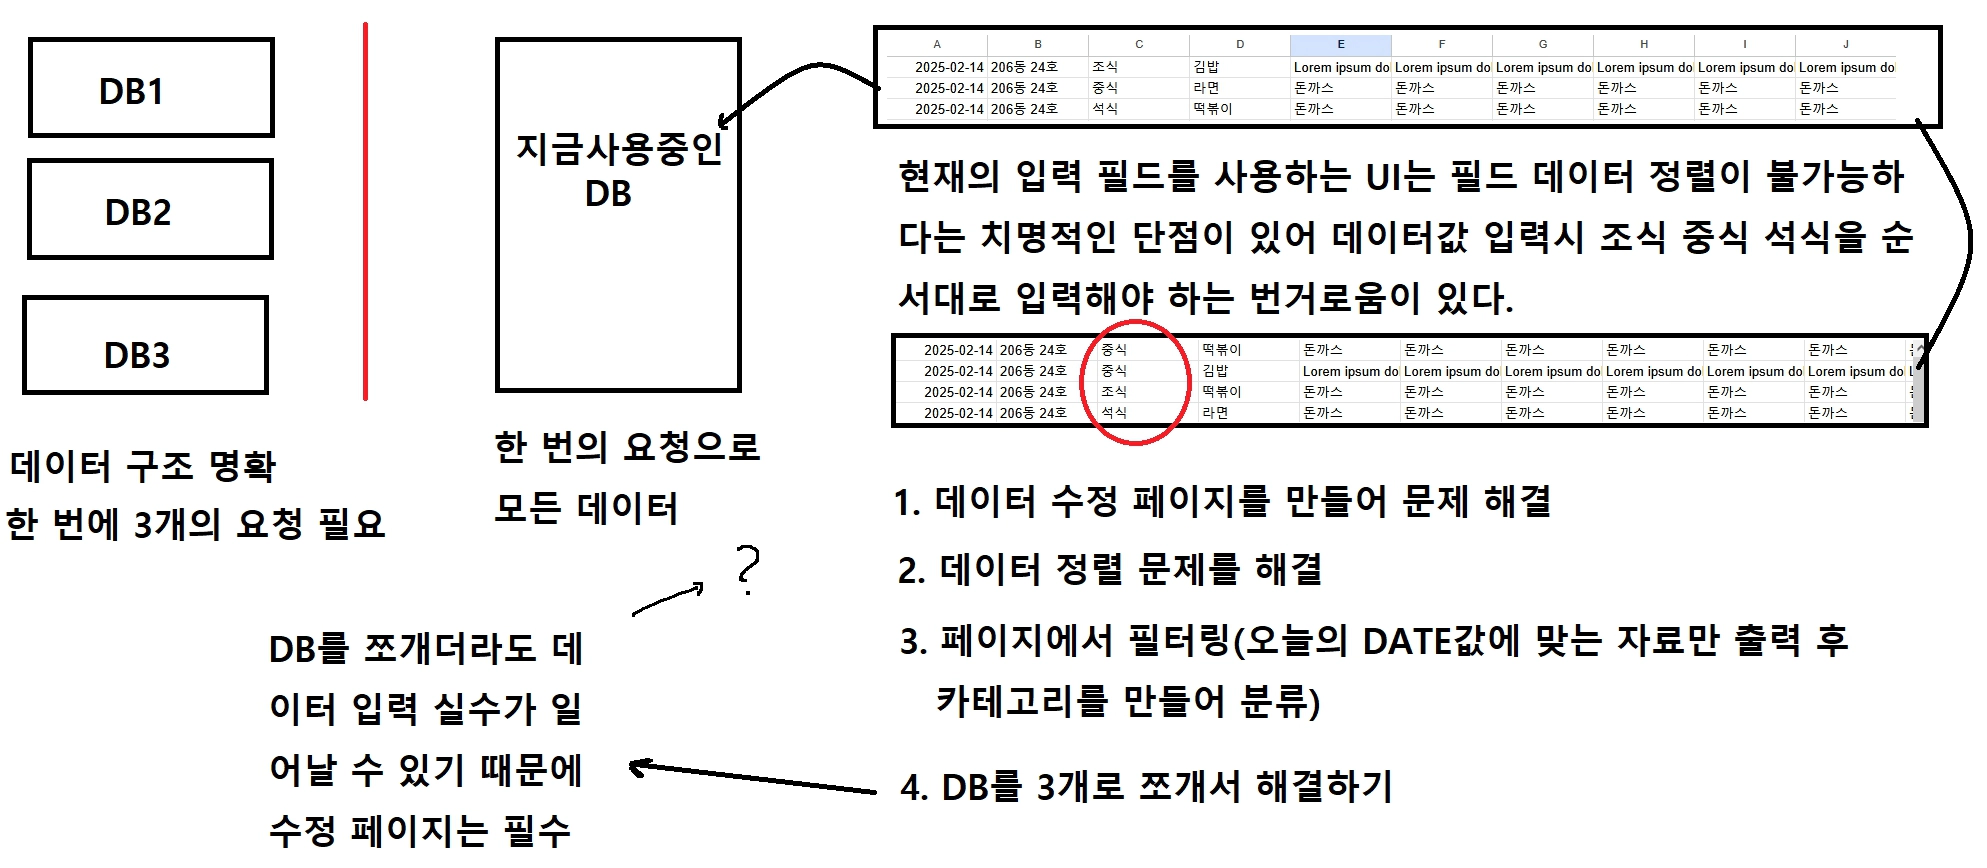 DB1
DB2
DB3
데이터 구조 명확
한 번에 3개의 요청 필요
지금사용중인
DB
한 번의 요청으로
모든 데이터
?
DB를 쪼개더라도 데
이터 입력 실수가 일
어날 수 있기 때문에
수정 페이지는 필수
A B C D E F G H I J
2025-02-14 206동 24호 조식 김밥 Lorem ipsum dol Lorem ipsum dol Lorem ipsum dol Lorem ipsum dol Lorem ipsum dol Lorem ipsum dol
2025-02-14 206동 24호 중식 라면 돈까스 돈까스 돈까스 돈까스 돈까스 돈까스
2025-02-14 206동 24호 석식 떡볶이 돈까스 돈까스 돈까스 돈까스 돈까스 돈까스
현재의 입력 필드를 사용하는 UI는 필드 데이터 정렬이 불가능하
다는 치명적인 단점이 있어 데이터값 입력시 조식 중식 석식을 순
서대로 입력해야 하는 번거로움이 있다.
2025-02-14 206동 24호 중식 떡볶이 돈까스 돈까스 돈까스 돈까스 돈까스 돈까스
2025-02-14 206동 24호 중식 김밥 Lorem ipsum dol Lorem ipsum dol Lorem ipsum dol Lorem ipsum dol Lorem ipsum dol Lorem ipsum dol
2025-02-14 206동 24호 조식 떡볶이 돈까스 돈까스 돈까스 돈까스 돈까스 돈까스
2025-02-14 206동 24호 석식 라면 돈까스 돈까스 돈까스 돈까스 돈까스 돈까스
1. 데이터 수정 페이지를 만들어 문제 해결
2. 데이터 정렬 문제를 해결
3. 페이지에서 필터링(오늘의 DATE값에 맞는 자료만 출력 후
카테고리를 만들어 분류)
4. DB를 3개로 쪼개서 해결하기